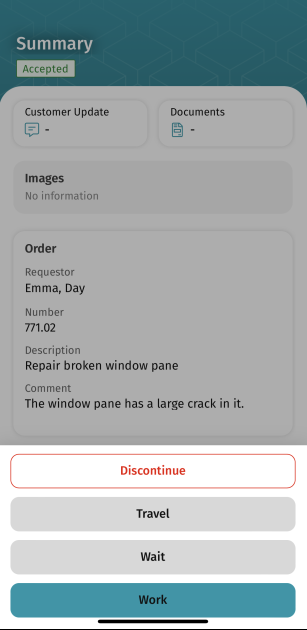 Summary
Accepted
Customer Update
-
Documents
-
Images
No information
Order
Requestor
Emma, Day
Number
771.02
Description
Repair broken window pane
Comment
The window pane has a large crack in it.
Discontinue
Travel
Wait
Work